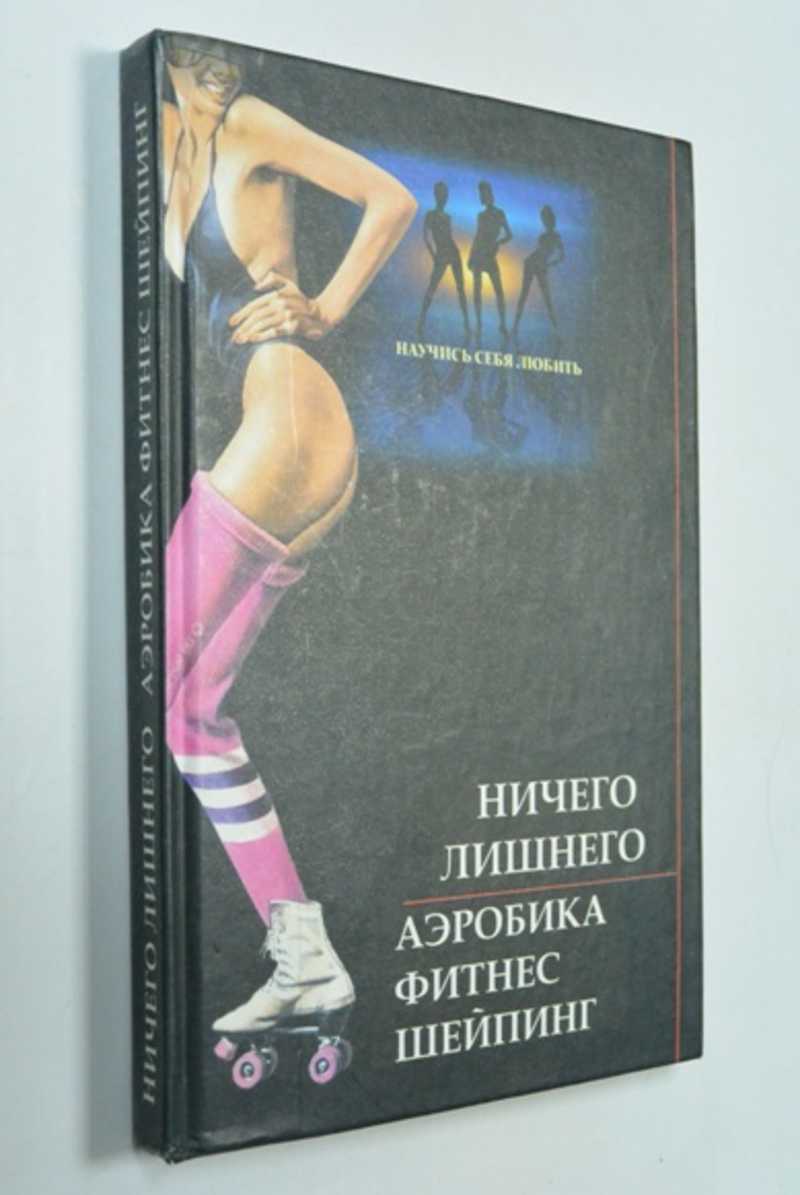 НИЧЕГО ЛИШНЕГО АЭРОБИКА ФИТНЕС ШЕЙПИНГ
НАУЧИСЬ СЕБЯ ЛЮБИТЬ
НИЧЕГО
ЛИШНЕГО
АЭРОБИКА
ФИТНЕС
ШЕЙПИНГ